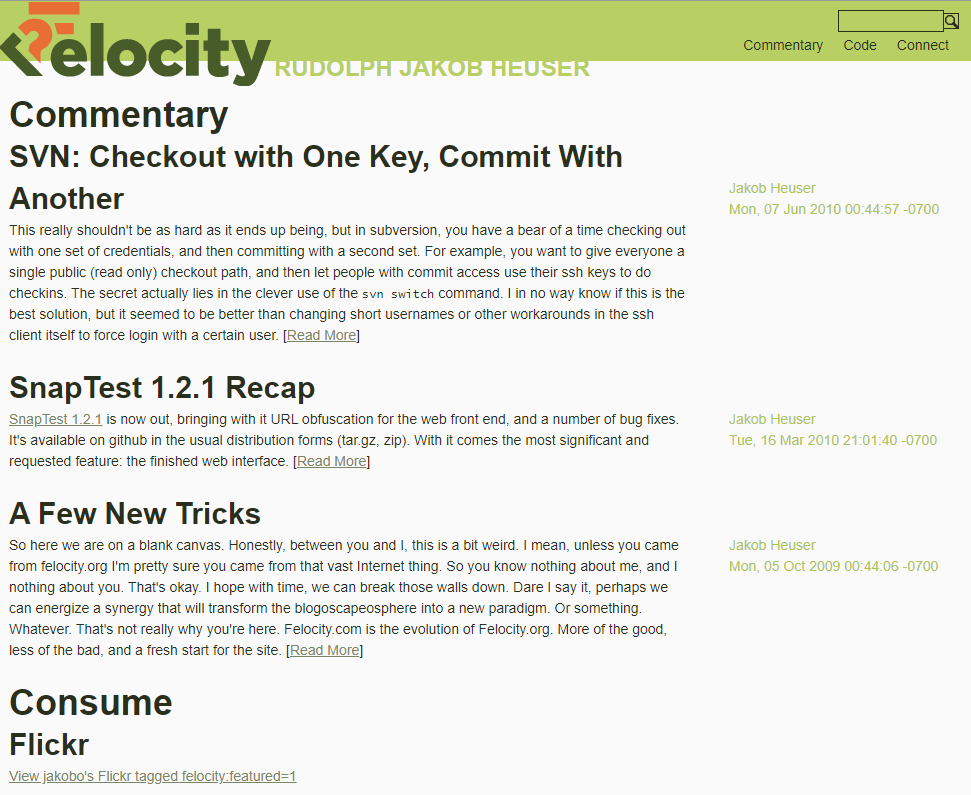 felocity
RUDOLPH JAKOB HEUSER
Commentary Code Connect
Commentary
SVN: Checkout with One Key, Commit With
Another
Jakob Heuser
Mon, 07 Jun 2010 00:44:57 -0700
This really shouldn't be as hard as it ends up being, but in subversion, you have a bear of a time checking out
with one set of credentials, and then committing with a second set. For example, you want to give everyone a
single public (read only) checkout path, and then let people with commit access use their ssh keys to do
checkins. The secret actually lies in the clever use of the svn switch command. I in no way know if this is the
best solution, but it seemed to be better than changing short usernames or other workarounds in the ssh
client itself to force login with a certain user. [Read More]
SnapTest 1.2.1 Recap
SnapTest 1.2.1 is now out, bringing with it URL obfuscation for the web front end, and a number of bug fixes.
It's available on github in the usual distribution forms (tar.gz, zip). With it comes the most significant and
requested feature: the finished web interface. [Read More]
Jakob Heuser
Tue, 16 Mar 2010 21:01:40 -0700
A Few New Tricks
So here we are on a blank canvas. Honestly, between you and I, this is a bit weird. I mean, unless you came
from felocity.org I'm pretty sure you came from that vast Internet thing. So you know nothing about me, and I
nothing about you. That's okay. I hope with time, we can break those walls down. Dare I say it, perhaps we
can energize a synergy that will transform the blogoscapeosphere into a new paradigm. Or something.
Whatever. That's not really why you're here. Felocity.com is the evolution of Felocity.org. More of the good,
less of the bad, and a fresh start for the site. [Read More]
Jakob Heuser
Mon, 05 Oct 2009 00:44:06 -0700
Consume
Flickr
View jakobo's Flickr tagged felocity:featured=1